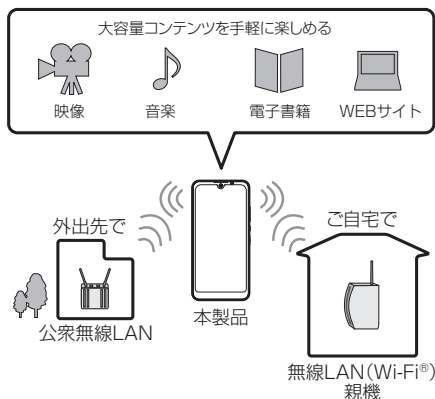 大容量コンテンツを手軽に楽しめる
映像
音楽
電子書籍
WEBサイト
外出先で
公衆無線LAN
本製品
ご自宅で
無線LAN(Wi-Fi®)
親機